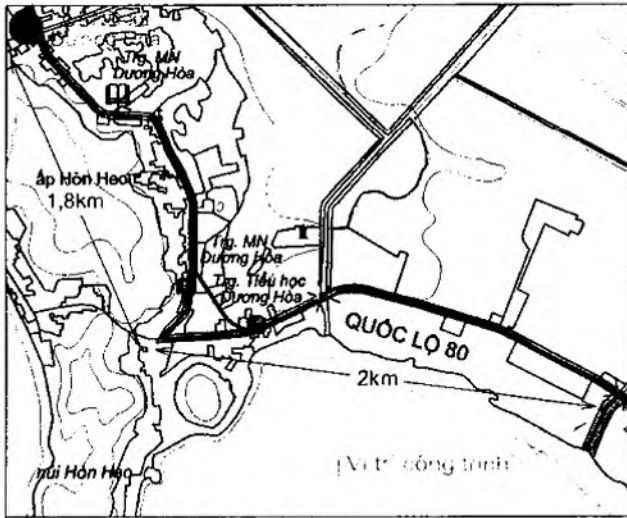 Trg. MN
Dương Hòa
ấp Hòn Heo
1,8km
Trg. MN
Dương Hòa
Trg. Tiểu học
Dương Hòa
QUỐC LỘ 80
2km
Vị trí công trình
núi Hòn Heo